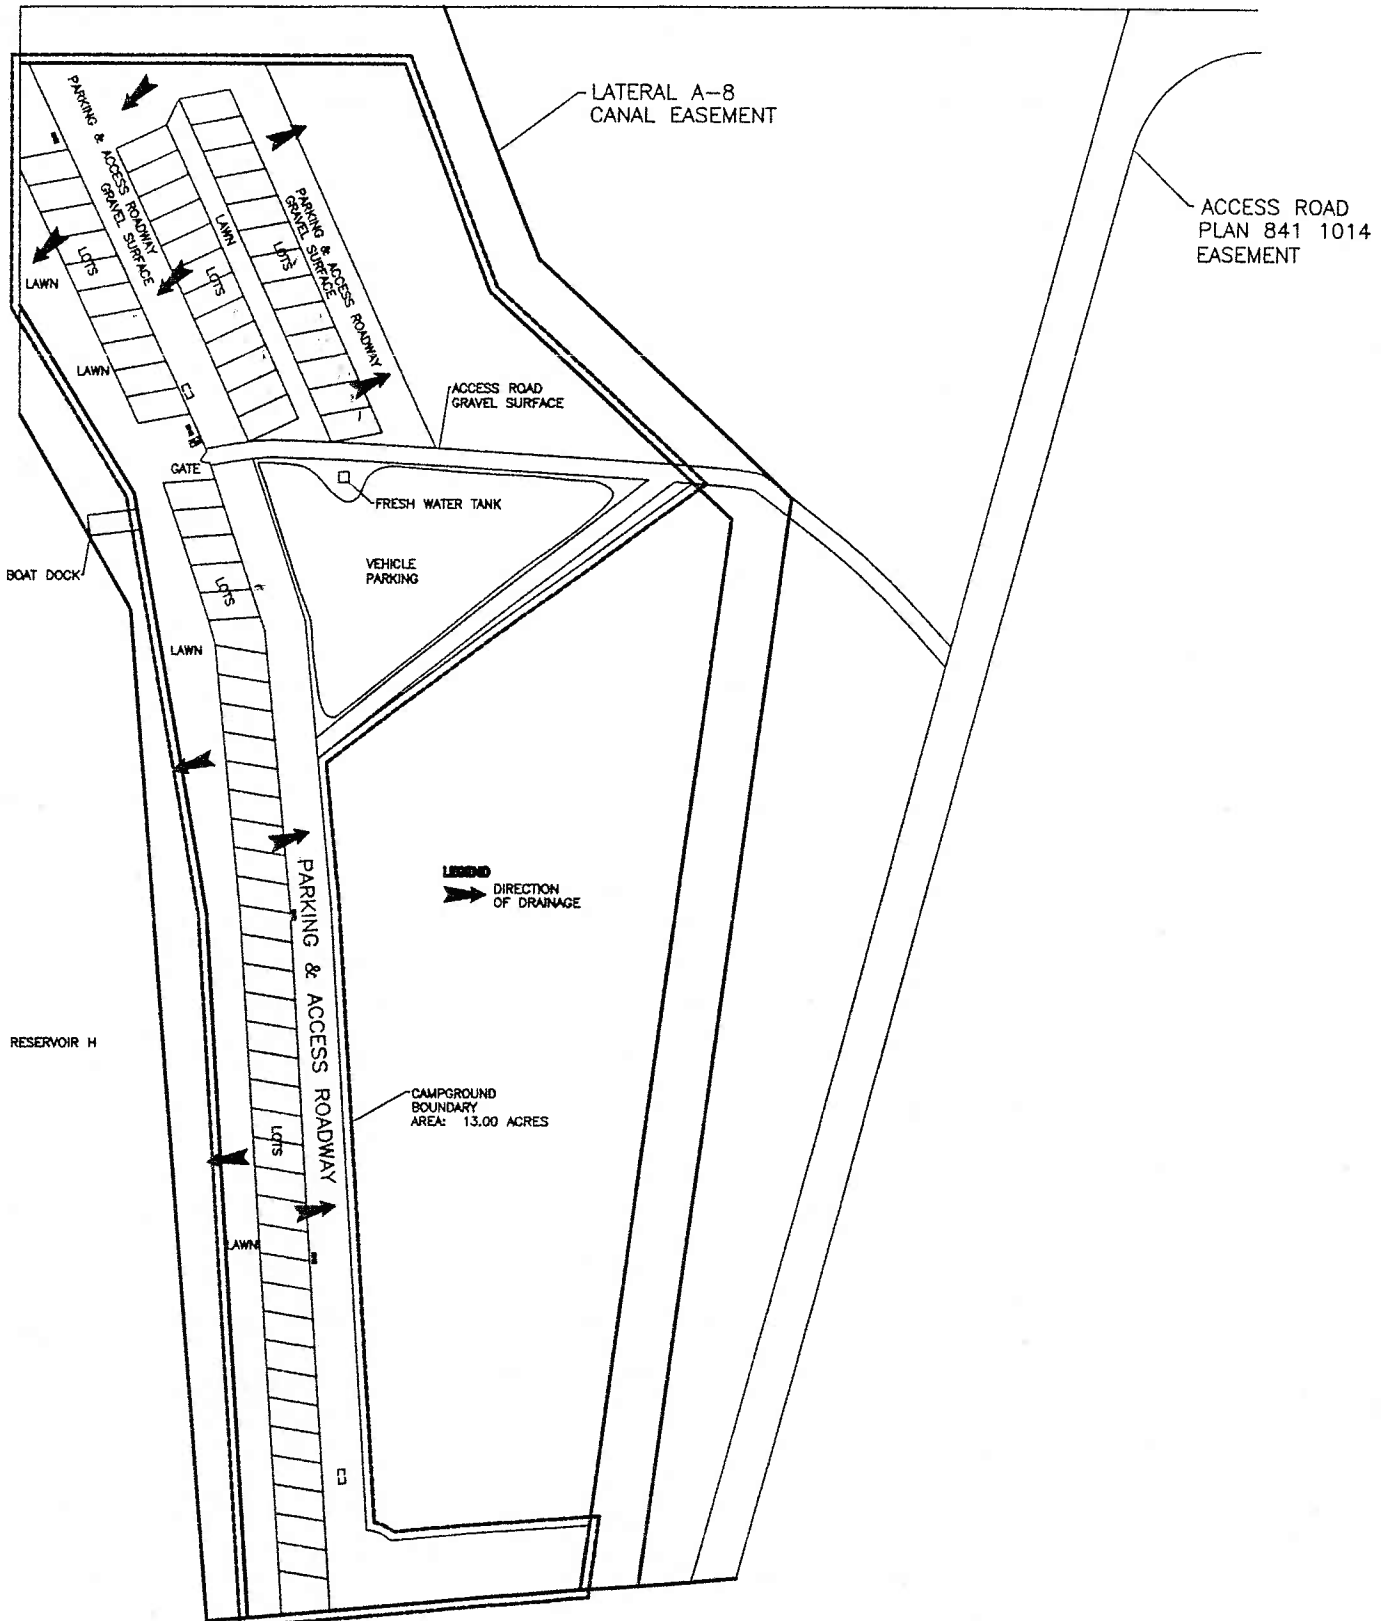 LATERAL A-8
CANAL EASEMENT
ACCESS ROAD
PLAN 841 1014
EASEMENT
PARKING & ACCESS ROADWAY
GRAVEL SURFACE
LOTS
LAWN
LOTS
LAWN
LOTS
PARKING & ACCESS ROADWAY
GRAVEL SURFACE
LAWN
ACCESS ROAD
GRAVEL SURFACE
GATE
FRESH WATER TANK
BOAT DOCK
VEHICLE
PARKING
LOTS
LAWN
LEGEND
DIRECTION
OF DRAINAGE
PARKING & ACCESS ROADWAY
RESERVOIR H
CAMPGROUND
BOUNDARY
AREA: 13.00 ACRES
LOTS
LAWN